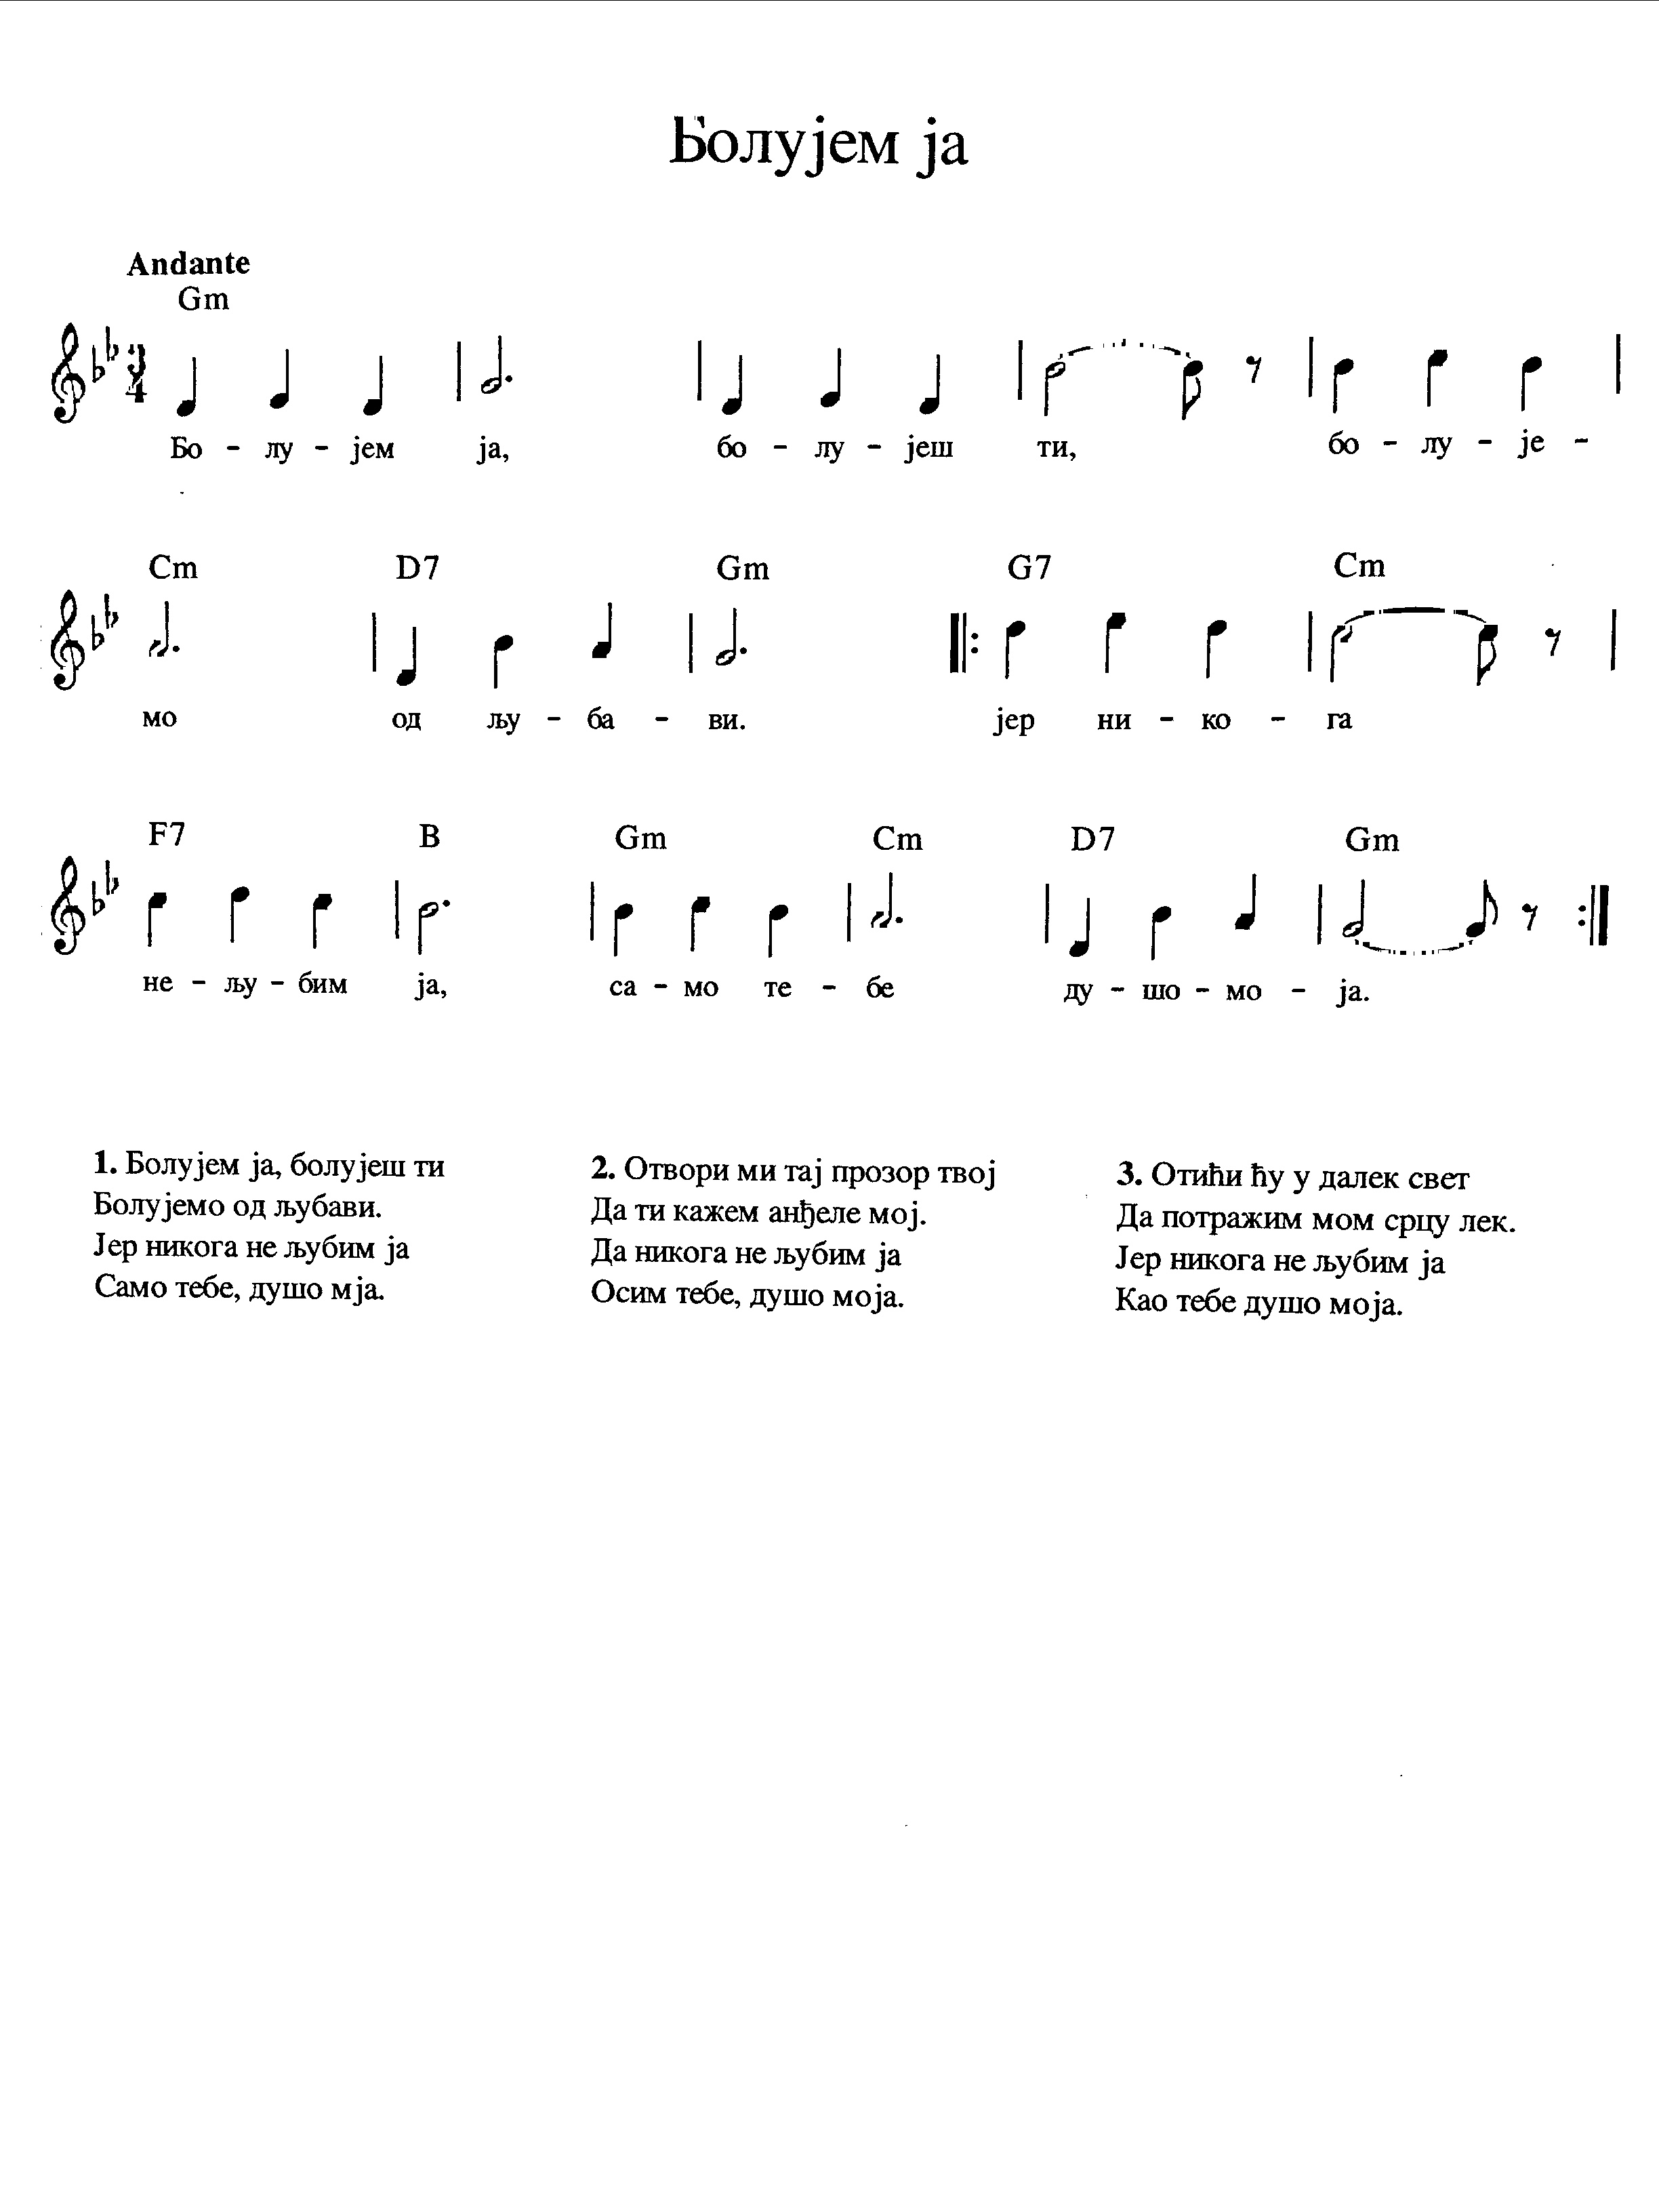 Болујем ја
Andante
Gm
3
4
Бо - лу - јем ја, бо - лу - јеш ти, бо - лу - је -
Cm D7 Gm G7 Cm
мо од љу - ба - ви. јер ни - ко - га
F7 B Gm Cm D7 Gm
не - љу - бим ја, са - мо те - бе ду - шо - мо - ја.
1. Болујем ја, болујеш ти
Болујемо од љубави.
Јер никога не љубим ја
Само тебе, душо мја.
2. Отвори ми тај прозор твој
Да ти кажем анђеле мој.
Да никога не љубим ја
Осим тебе, душо моја.
3. Отићи ћу у далек свет
Да потражим мом срцу лек.
Јер никога не љубим ја
Као тебе душо моја.